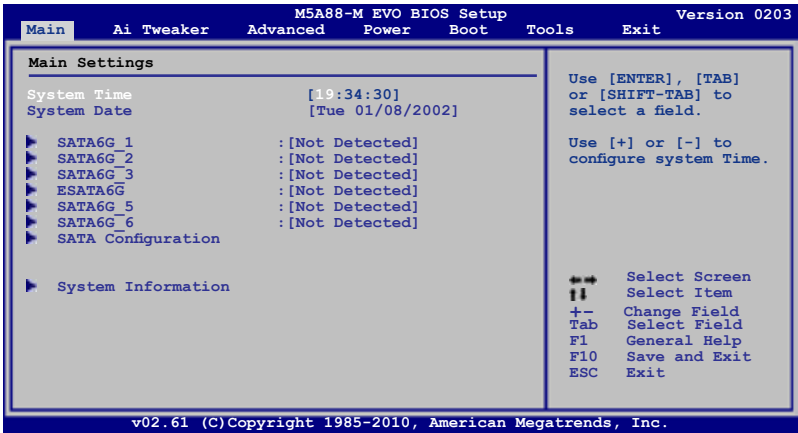 M5A88-M EVO BIOS Setup Version 0203
Main Ai Tweaker Advanced Power Boot Tools Exit
Main Settings
System Time [19:34:30]
System Date [Tue 01/08/2002]
SATA6G_1 :[Not Detected]
SATA6G_2 :[Not Detected]
SATA6G_3 :[Not Detected]
ESATA6G :[Not Detected]
SATA6G_5 :[Not Detected]
SATA6G_6 :[Not Detected]
SATA Configuration
System Information
Use [ENTER], [TAB]
or [SHIFT-TAB] to
select a field.
Use [+] or [-] to
configure system Time.
Select Screen
Select Item
+- Change Field
Tab Select Field
F1 General Help
F10 Save and Exit
ESC Exit
v02.61 (C)Copyright 1985-2010, American Megatrends, Inc.